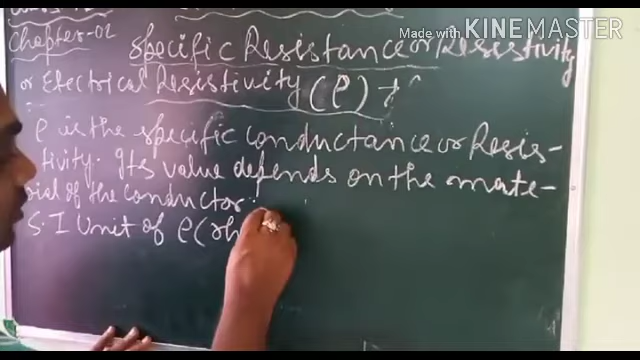 Made with KINEMASTER
Chapter-02
Specific Resistance or Resistivity
or Electrical Resistivity (ρ) :-
ρ is the specific conductance or Resis-
tivity. Its value depends on the mate-
rial of the conductor.
S.I Unit of ρ(rh